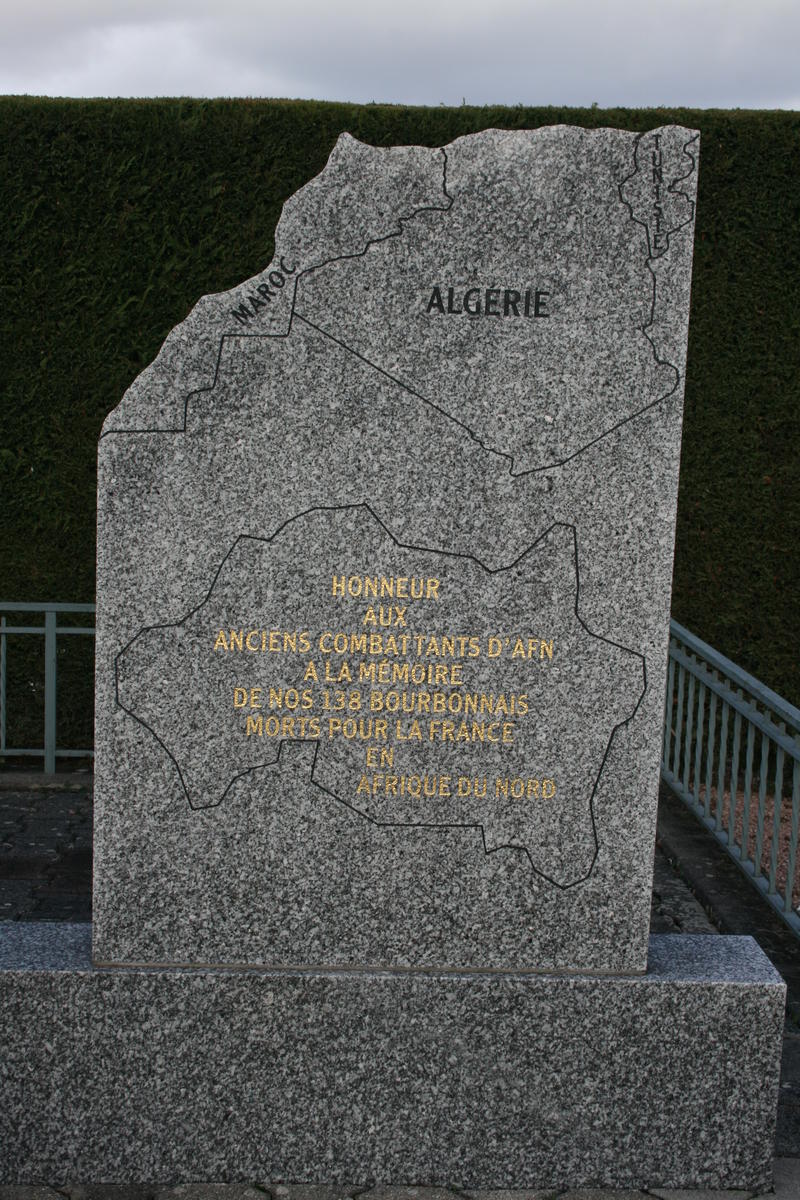 TUNISIE
MAROC
ALGÉRIE
HONNEUR
AUX
ANCIENS COMBATTANTS D'AFN
A LA MÉMOIRE
DE NOS 138 BOURBONNAIS
MORTS POUR LA FRANCE
EN
AFRIQUE DU NORD